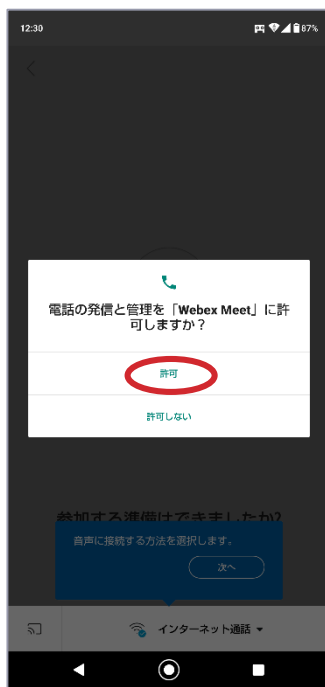 12:30
87%
電話の発信と管理を「Webex Meet」に許
可しますか？
許可
許可しない
参加する準備はできましたか?
音声に接続する方法を選択します。
次へ
インターネット通話